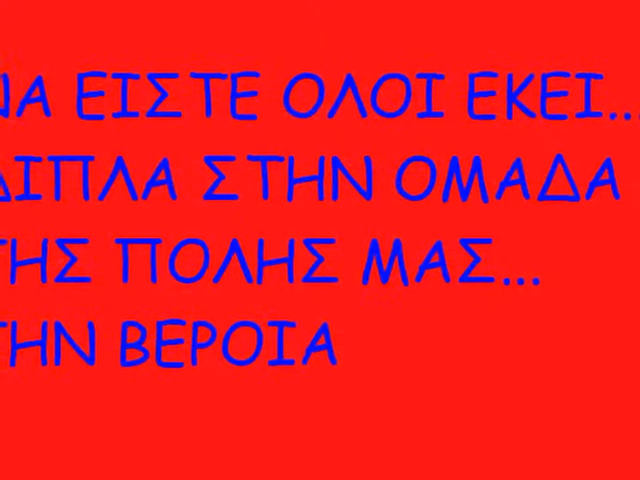 ΝΑ ΕΙΣΤΕ ΟΛΟΙ ΕΚΕΙ...
ΔΙΠΛΑ ΣΤΗΝ ΟΜΑΔΑ
ΤΗΣ ΠΟΛΗΣ ΜΑΣ...
ΤΗΝ ΒΕΡΟΙΑ